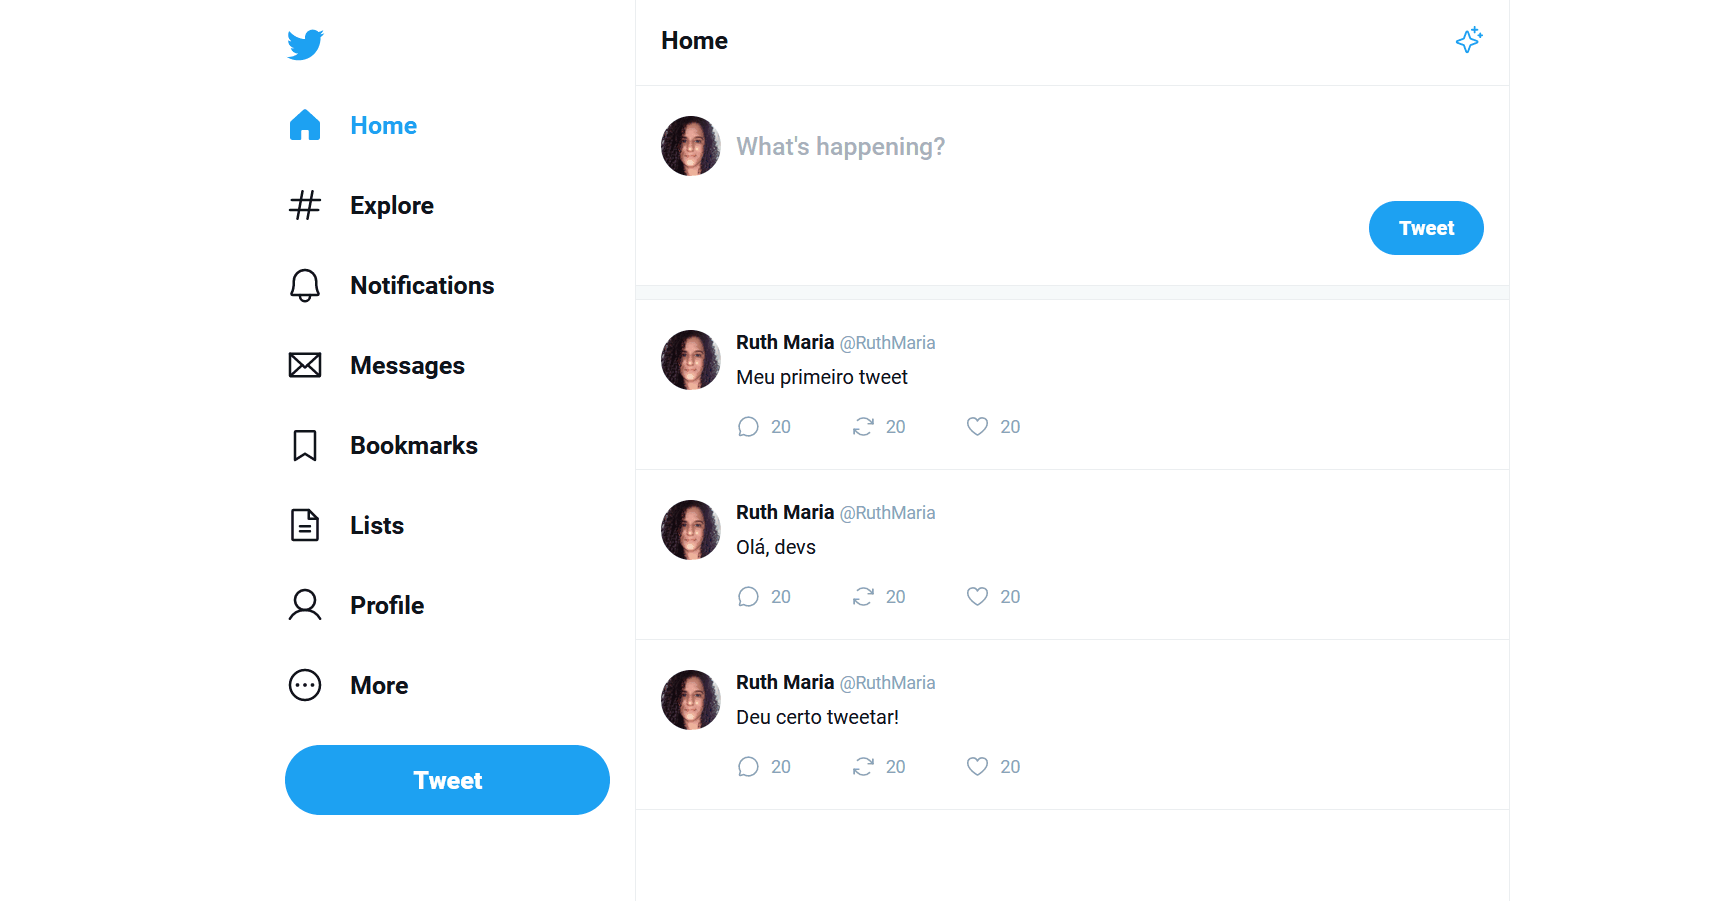 Home
Explore
Notifications
Messages
Bookmarks
Lists
Profile
More
Tweet
Home
What's happening?
Tweet
Ruth Maria @RuthMaria
Meu primeiro tweet
20 20 20
Ruth Maria @RuthMaria
Olá, devs
20 20 20
Ruth Maria @RuthMaria
Deu certo tweetar!
20 20 20